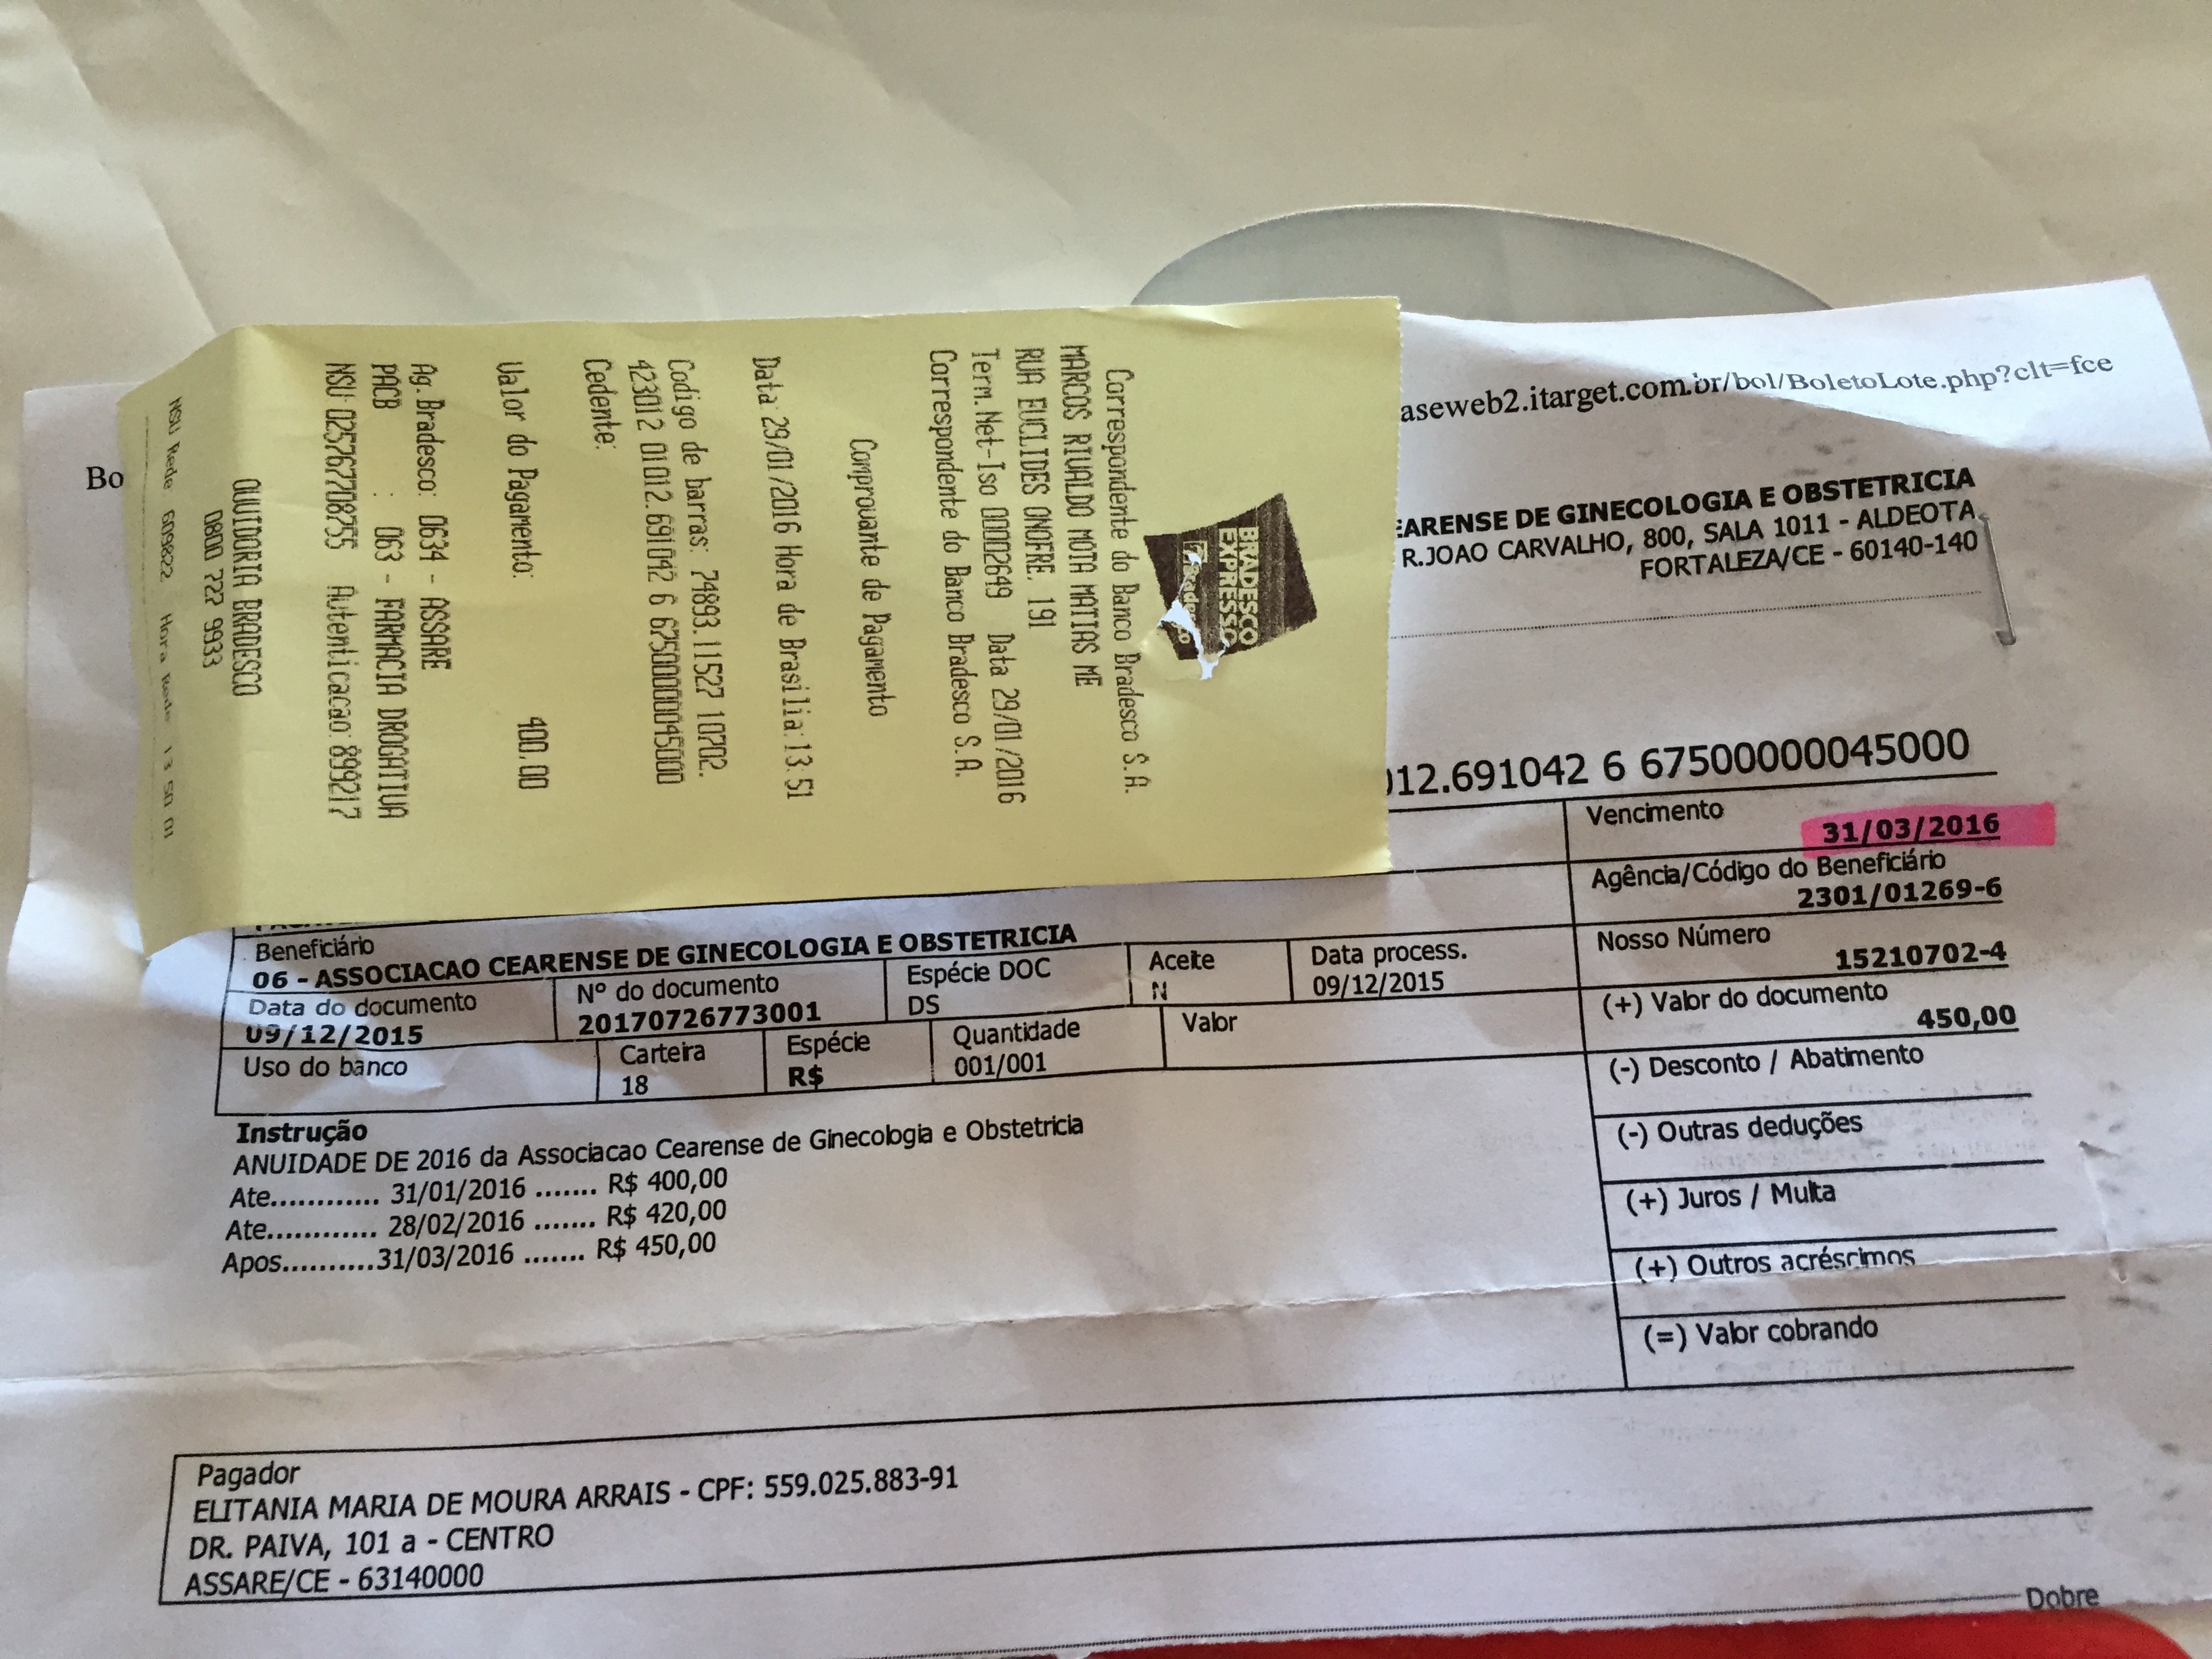 Bo
aseweb2.itarget.com.br/bol/BoletoLote.php?clt=fce
EARENSE DE GINECOLOGIA E OBSTETRICIA
R.JOAO CARVALHO, 800, SALA 1011 - ALDEOTA
FORTALEZA/CE - 60140-140
BRADESCO
EXPRESSO
Correspondente do Banco Bradesco S.A.
MARCOS RIVALDO MOTA MATIAS ME
RUA EUCLIDES ONOFRE, 191
Term.Net-Iso 00002649 Data 29/01/2016
Correspondente do Banco Bradesco S.A.
Comprovante de Pagamento
Data:29/01/2016 Hora de Brasilia:13:51
Codigo de barras: 74893.11527 10702.
423012 01012.691042 6 67500000045000
Cedente:
Valor do Pagamento: 400,00
Ag.Bradesco: 0634 - ASSARE
PACB : 063 - FARMACIA DROGATIVA
NSU: 025767708755 Autenticacao: 899217
OUVIDORIA BRADESCO
0800 727 9933
NSU Rede 609822 Hora Rede 13 50 01
012.691042 6 67500000045000
Vencimento
31/03/2016
Agência/Código do Beneficiário
2301/01269-6
Beneficiário
06 - ASSOCIACAO CEARENSE DE GINECOLOGIA E OBSTETRICIA
Nosso Número
15210702-4
Data do documento
09/12/2015
Nº do documento
20170726773001
Espécie DOC
DS
Aceite
N
Data process.
09/12/2015
(+) Valor do documento
450,00
Uso do banco
Carteira
18
Espécie
R$
Quantidade
001/001
Valor
(-) Desconto / Abatimento
(-) Outras deduções
(+) Juros / Multa
(+) Outros acréscimos
(=) Valor cobrando
Instrução
ANUIDADE DE 2016 da Associacao Cearense de Ginecologia e Obstetricia
Ate............ 31/01/2016 ....... R$ 400,00
Ate............. 28/02/2016 ....... R$ 420,00
Apos..........31/03/2016 ....... R$ 450,00
Pagador
ELITANIA MARIA DE MOURA ARRAIS - CPF: 559.025.883-91
DR. PAIVA, 101 a - CENTRO
ASSARE/CE - 63140000
Dobre